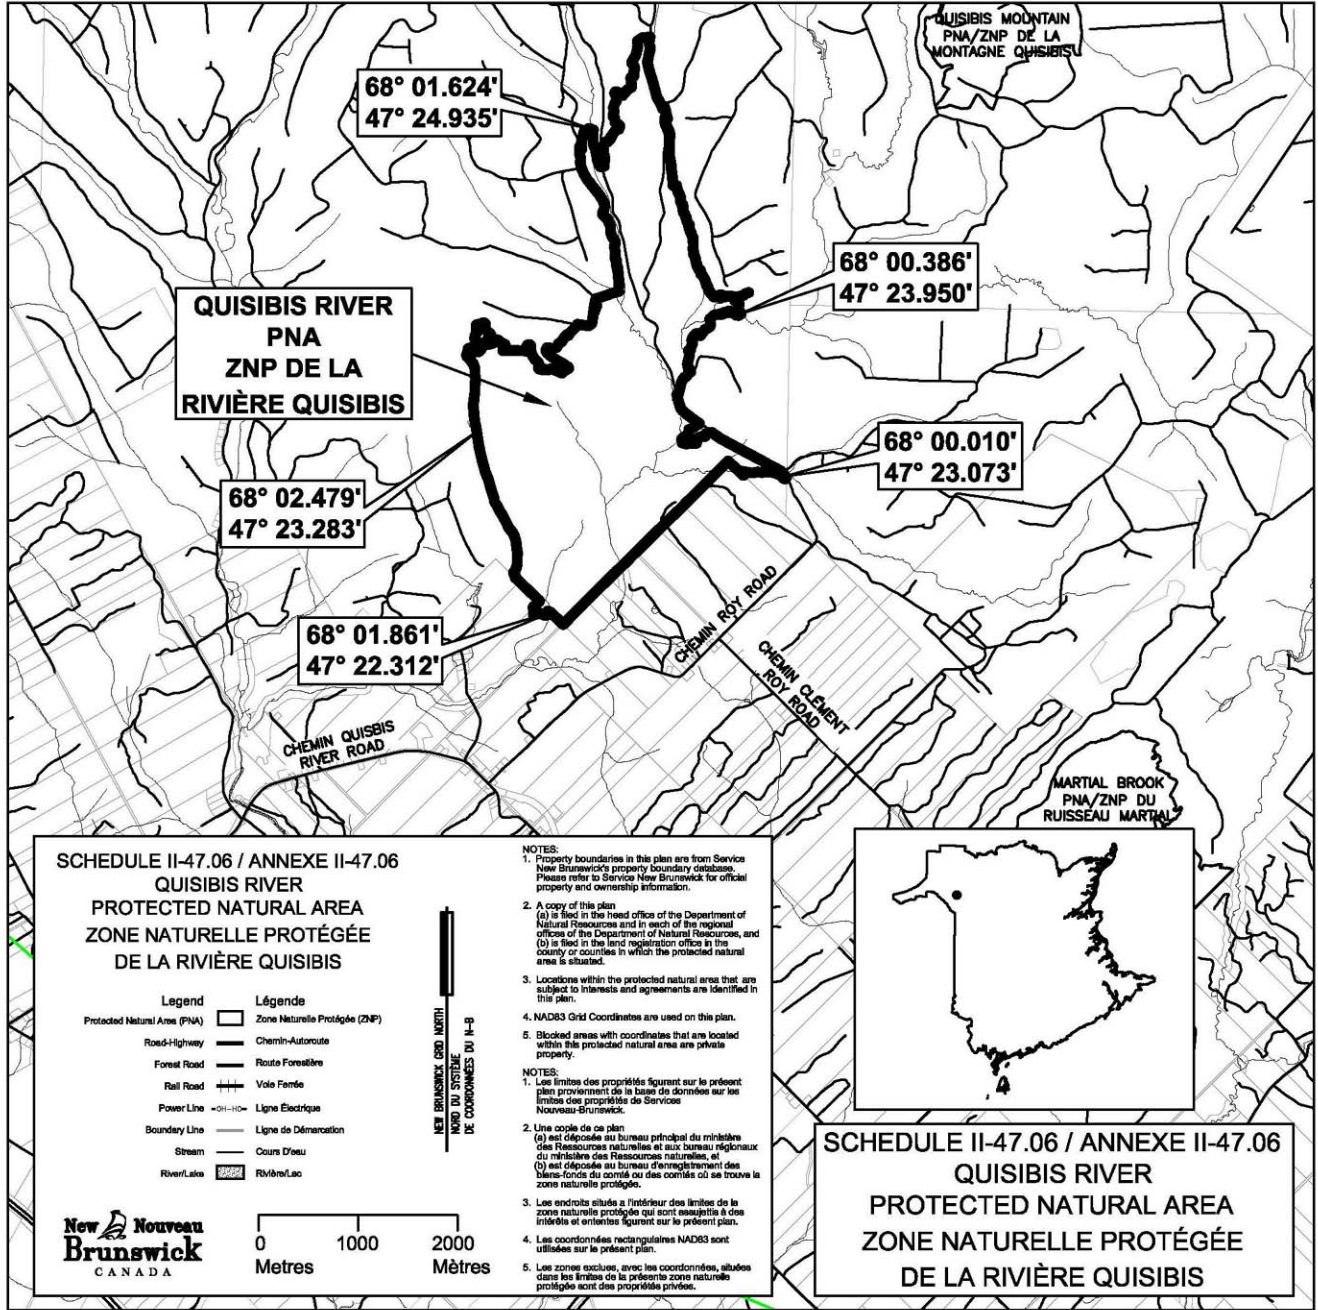 QUISIBIS MOUNTAIN
PNA/ZNP DE LA
MONTAGNE QUISIBIS
68° 01.624'
47° 24.935'
68° 00.386'
47° 23.950'
QUISIBIS RIVER
PNA
ZNP DE LA
RIVIÈRE QUISIBIS
68° 00.010'
47° 23.073'
68° 02.479'
47° 23.283'
68° 01.861'
47° 22.312'
CHEMIN ROY ROAD
CHEMIN CLÉMENT
ROY ROAD
CHEMIN QUISBIS
RIVER ROAD
MARTIAL BROOK
PNA/ZNP DU
RUISSEAU MARTIAL
SCHEDULE II-47.06 / ANNEXE II-47.06
QUISIBIS RIVER
PROTECTED NATURAL AREA
ZONE NATURELLE PROTÉGÉE
DE LA RIVIÈRE QUISIBIS
Legend Légende
Protected Natural Area (PNA) Zone Naturelle Protégée (ZNP)
Road-Highway Chemin-Autoroute
Forest Road Route Forestière
Rail Road Voie Ferrée
Power Line -OH-HO- Ligne Électrique
Boundary Line Ligne de Démarcation
Stream Cours D'eau
River/Lake Rivière/Lac
NEW BRUNSWICK GRID NORTH
NORD DU SYSTÈME
DE COORDONNÉES DU N-B
New Nouveau
Brunswick
CANADA
0 1000 2000
Metres Mètres
NOTES:
1. Property boundaries in this plan are from Service
New Brunswick's property boundary database.
Please refer to Service New Brunswick for official
property and ownership information.
2. A copy of this plan
(a) is filed in the head office of the Department of
Natural Resources and in each of the regional
offices of the Department of Natural Resources, and
(b) is filed in the land registration office in the
county or counties in which the protected natural
area is situated.
3. Locations within the protected natural area that are
subject to interests and agreements are identified in
this plan.
4. NAD83 Grid Coordinates are used on this plan.
5. Blocked areas with coordinates that are located
within this protected natural area are private
property.
NOTES:
1. Les limites des propriétés figurant sur le présent
plan proviennent de la base de données sur les
limites des propriétés de Services
Nouveau-Brunswick.
2. Une copie de ce plan
(a) est déposée au bureau principal du ministère
des Ressources naturelles et aux bureau régionaux
du ministère des Ressources naturelles, et
(b) est déposée au bureau d'enregistrement des
biens-fonds du comté ou des comtés où se trouve la
zone naturelle protégée.
3. Les endroits situés a l'intérieur des limites de la
zone naturelle protégée qui sont assujettis à des
intérêts et ententes figurent sur le présent plan.
4. Les coordonnées rectangulaires NAD83 sont
utilisées sur le présent plan.
5. Les zones exclues, avec les coordonnées, situées
dans les limites de la présente zone naturelle
protégée sont des propriétés privées.
SCHEDULE II-47.06 / ANNEXE II-47.06
QUISIBIS RIVER
PROTECTED NATURAL AREA
ZONE NATURELLE PROTÉGÉE
DE LA RIVIÈRE QUISIBIS